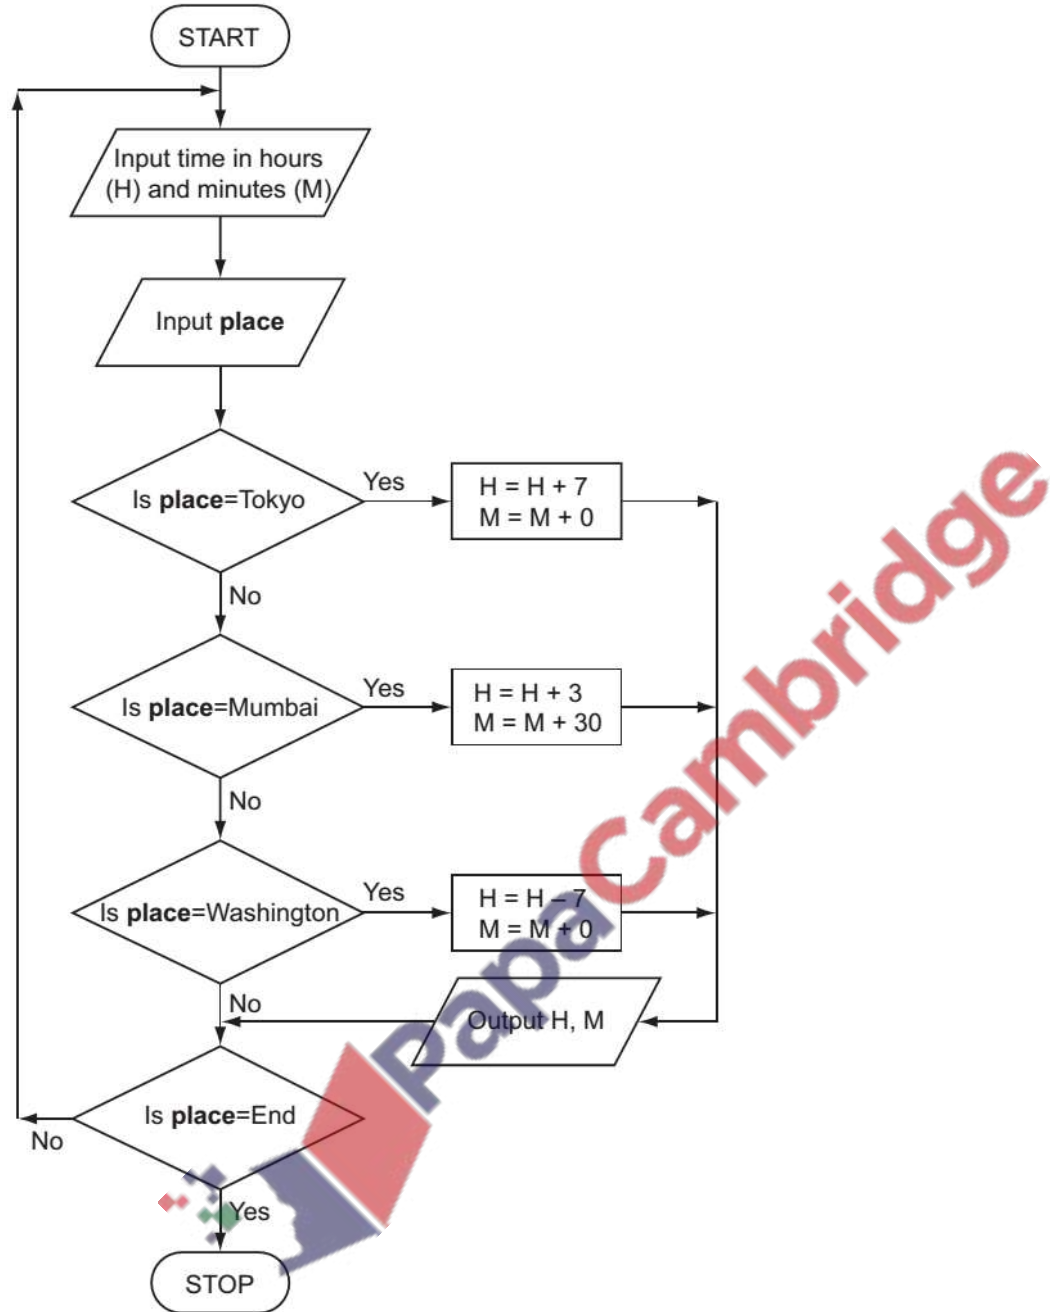 START
Input time in hours
(H) and minutes (M)
Input place
Is place=Tokyo
Yes
H = H + 7
M = M + 0
No
Is place=Mumbai
Yes
H = H + 3
M = M + 30
No
Is place=Washington
Yes
H = H – 7
M = M + 0
No
Output H, M
Is place=End
No
Yes
STOP
PapaCambridge